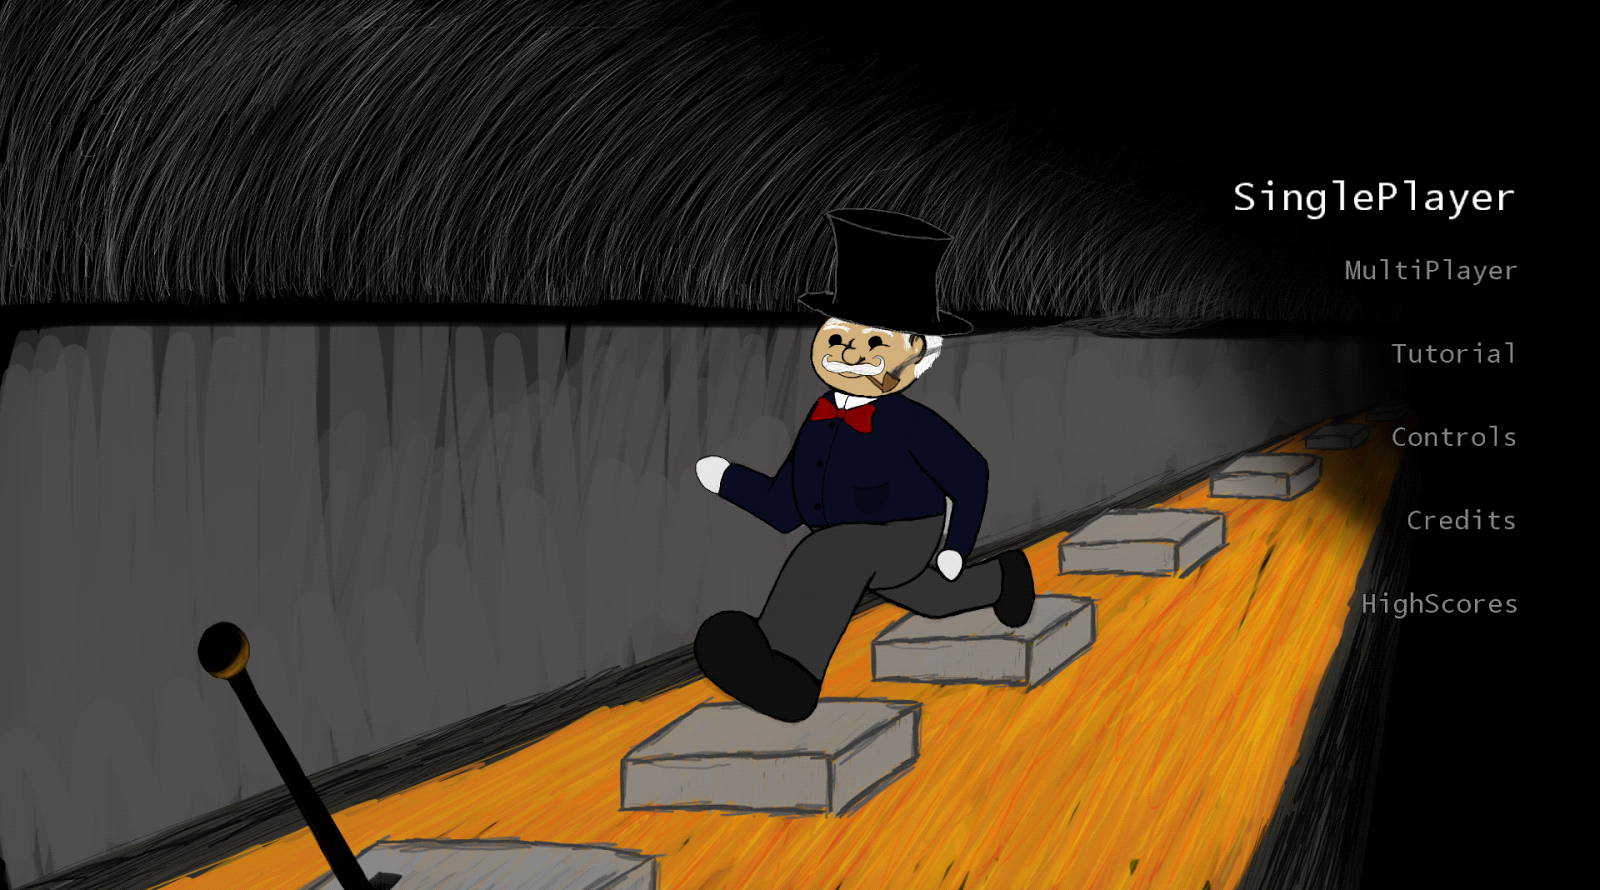 SinglePlayer
MultiPlayer
Tutorial
Controls
Credits
HighScores